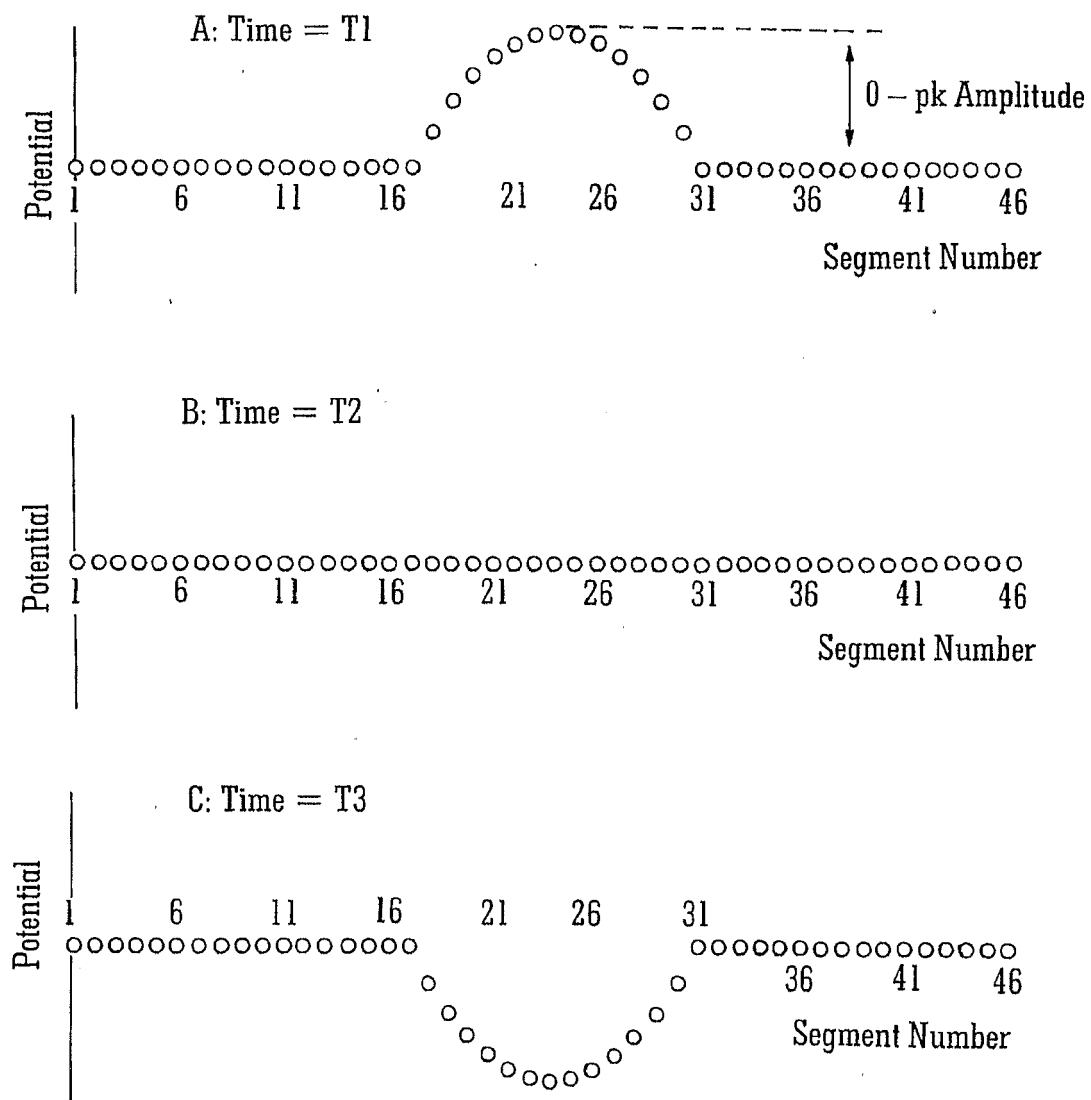 A: Time = T1
0 – pk Amplitude
Potential
1 6 11 16 21 26 31 36 41 46
Segment Number
B: Time = T2
Potential
1 6 11 16 21 26 31 36 41 46
Segment Number
C: Time = T3
Potential
1 6 11 16 21 26 31
36 41 46
Segment Number